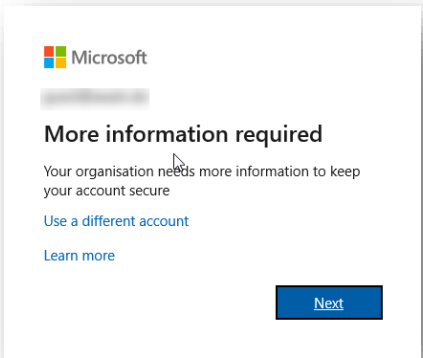 Microsoft
More information required
Your organisation needs more information to keep
your account secure
Use a different account
Learn more
Next